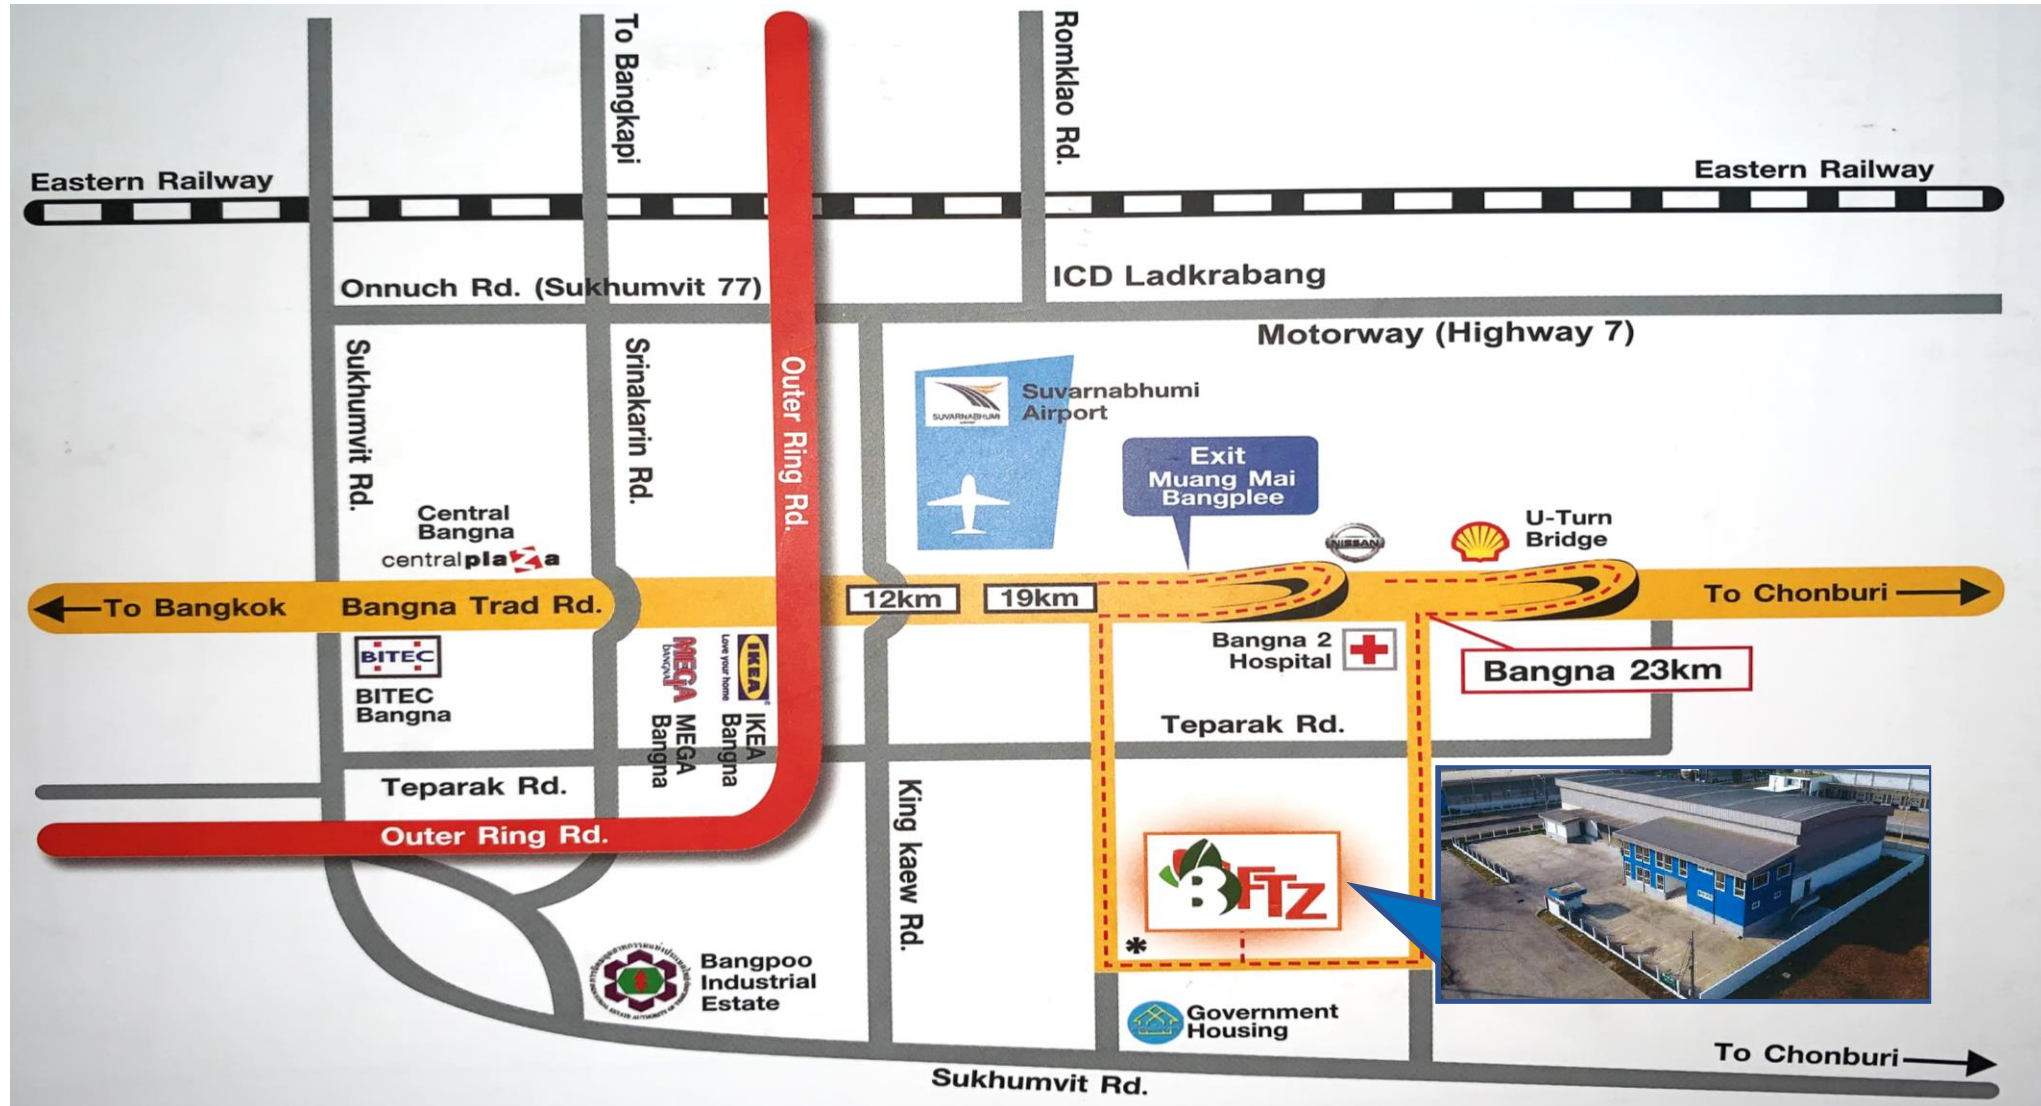 To Bangkapi
Romklao Rd.
Eastern Railway
Eastern Railway
Onnuch Rd. (Sukhumvit 77)
ICD Ladkrabang
Motorway (Highway 7)
Sukhumvit Rd.
Srinakarin Rd.
Outer Ring Rd.
SUVARNABHUMI
Suvarnabhumi
Airport
Exit
Muang Mai
Bangplee
Central
Bangna
centralplaza
NISSAN
U-Turn
Bridge
To Bangkok
Bangna Trad Rd.
12km
19km
To Chonburi
BITEC
BITEC
Bangna
MEGA
BANGNA
MEGA
Bangna
IKEA
Love your home
IKEA
Bangna
Bangna 2
Hospital
Bangna 23km
Teparak Rd.
Teparak Rd.
Outer Ring Rd.
King kaew Rd.
BFTZ
*
Bangpoo
Industrial
Estate
Government
Housing
To Chonburi
Sukhumvit Rd.